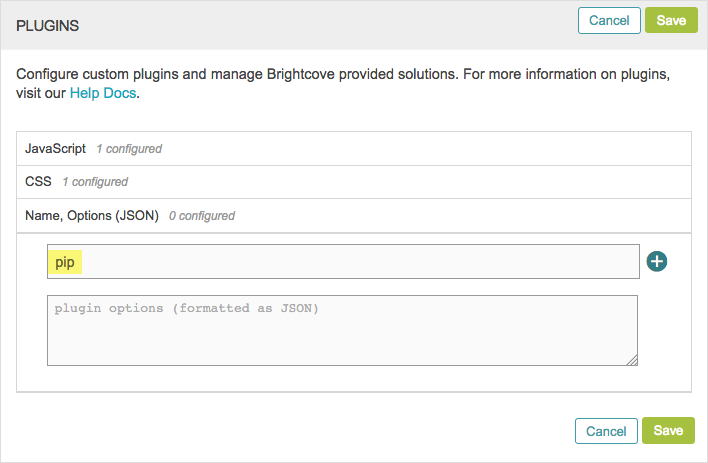 PLUGINS
Cancel
Save
Configure custom plugins and manage Brightcove provided solutions. For more information on plugins,
visit our Help Docs.
JavaScript 1 configured
CSS 1 configured
Name, Options (JSON) 0 configured
pip
plugin options (formatted as JSON)
Cancel
Save